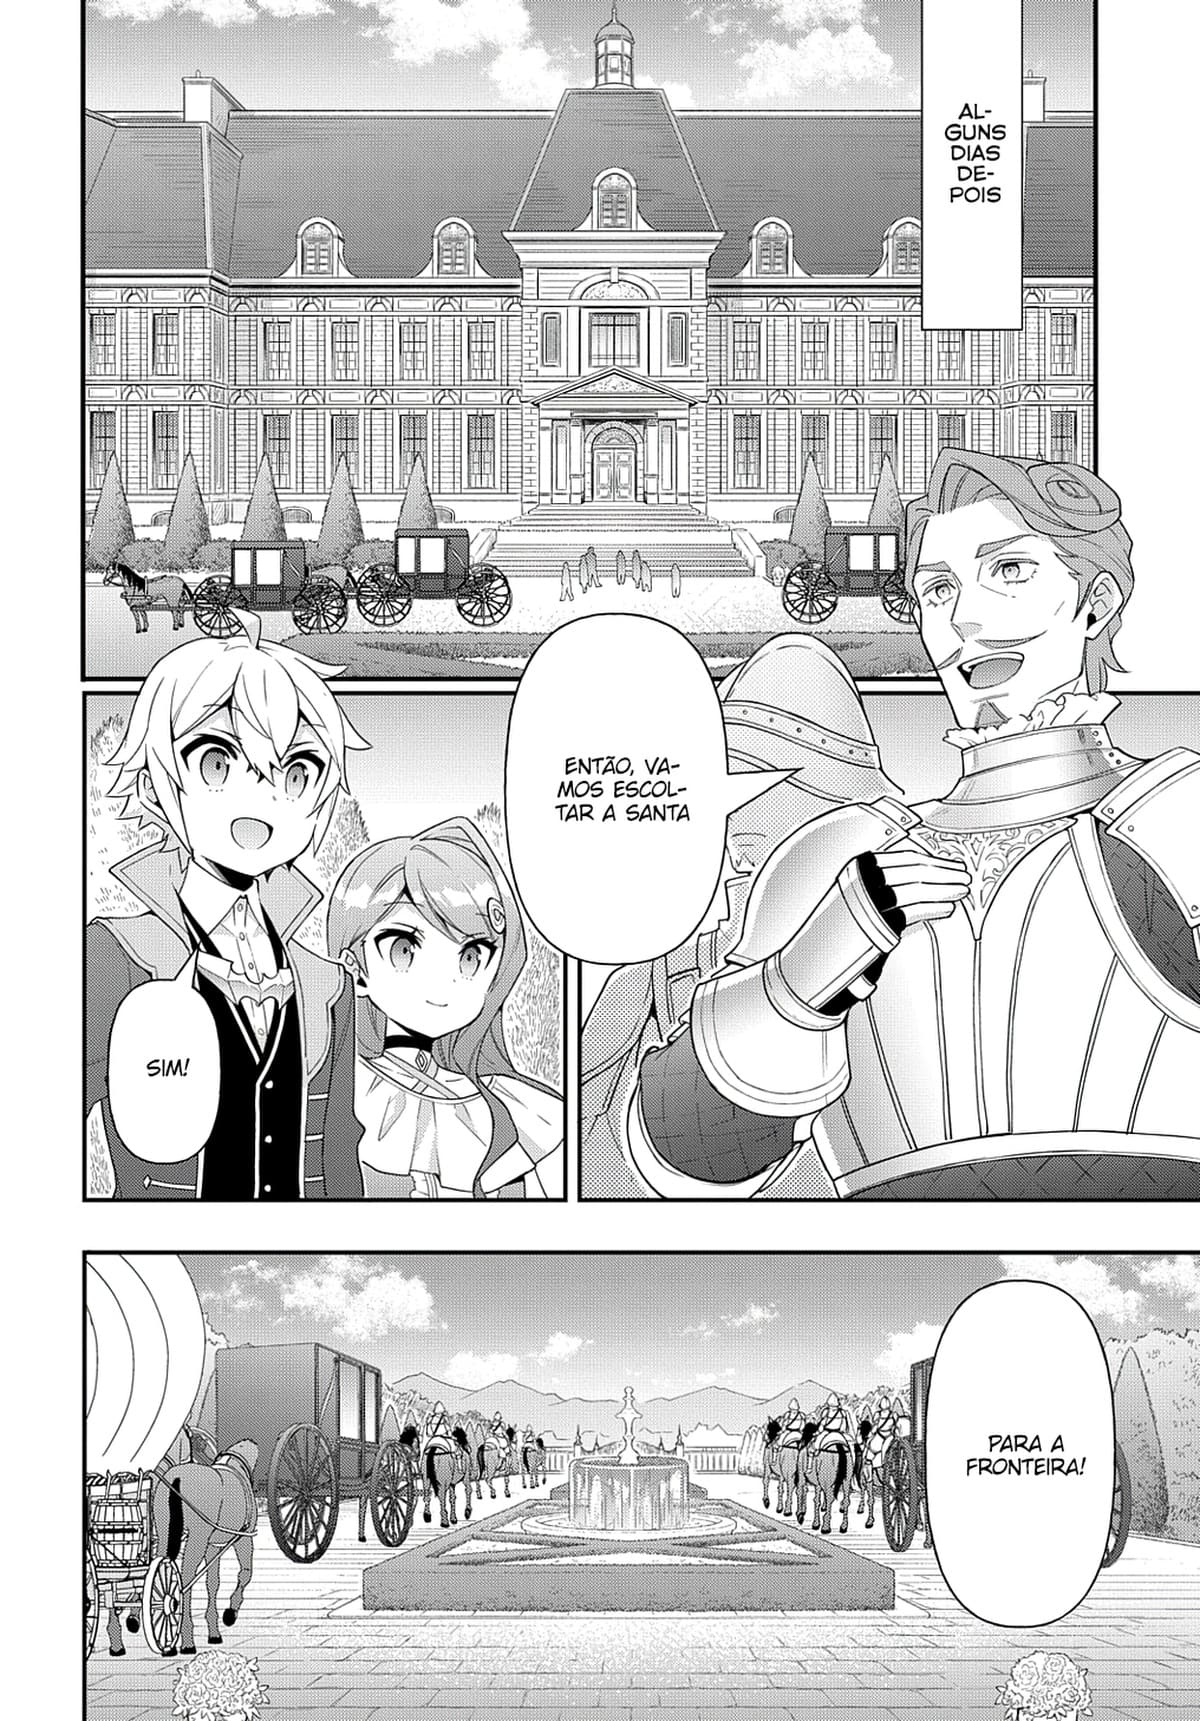 AL-
GUNS
DIAS
DE-
POIS
ENTÃO, VA-
MOS ESCOL-
TAR A SANTA
SIM!
PARA A
FRONTEIRA!